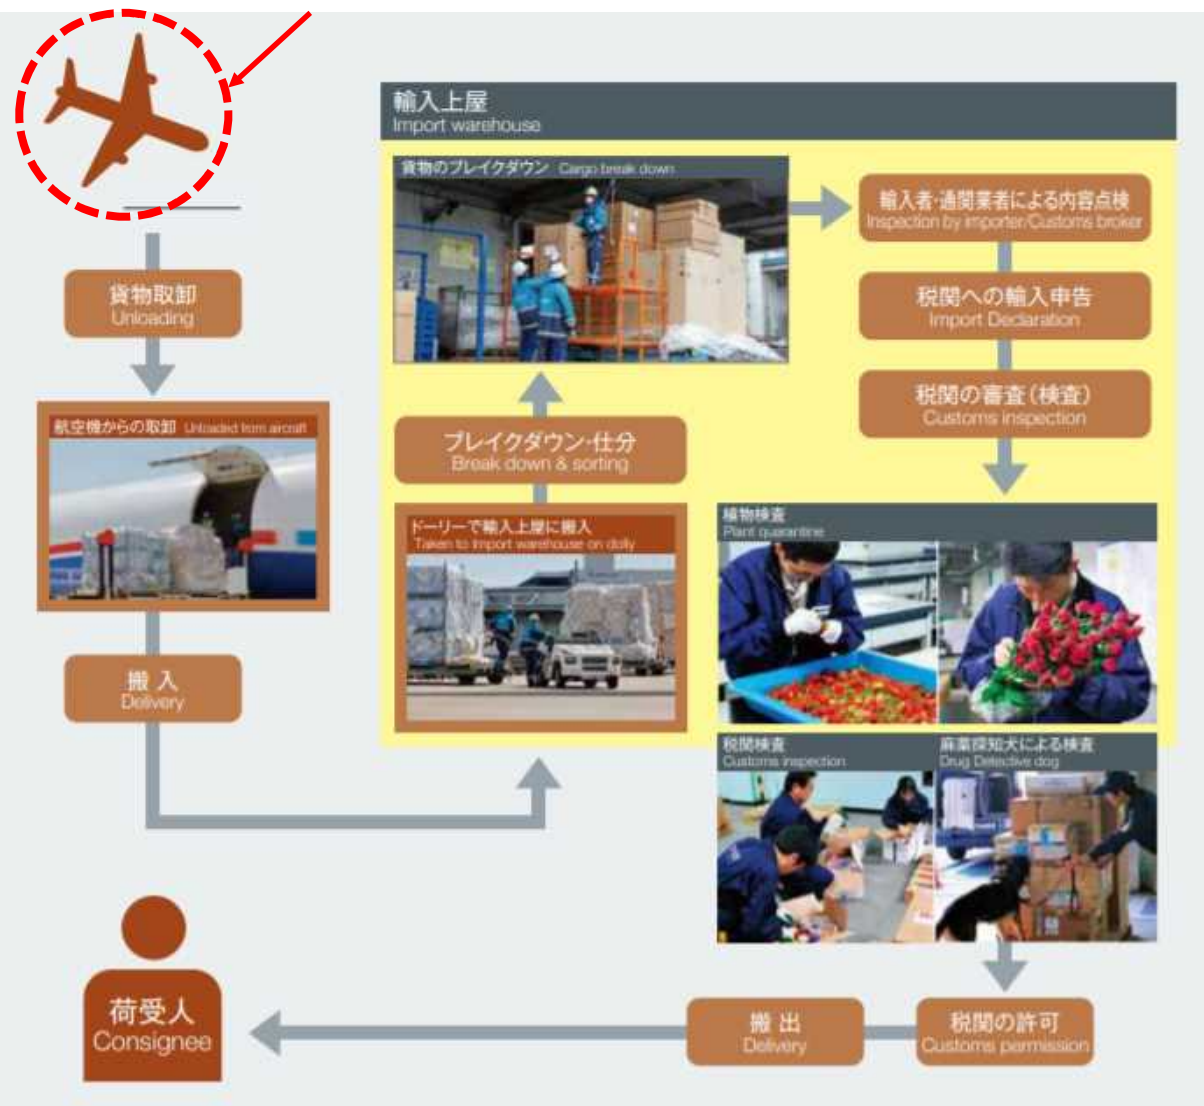 輸入上屋
Import warehouse
貨物のブレイクダウン Cargo break down
輸入者・通関業者による内容点検
Inspection by importer/Customs broker
貨物取卸
Unloading
税関への輸入申告
Import Declaration
税関の審査(検査)
Customs inspection
航空機からの取卸 Unloaded from aircraft
ブレイクダウン・仕分
Break down & sorting
ドーリーで輸入上屋に搬入
Taken to import warehouse on dolly
植物検査
Plant quarantine
搬入
Delivery
税関検査
Customs inspection
麻薬探知犬による検査
Drug Detective dog
荷受人
Consignee
搬出
Delivery
税関の許可
Customs permission